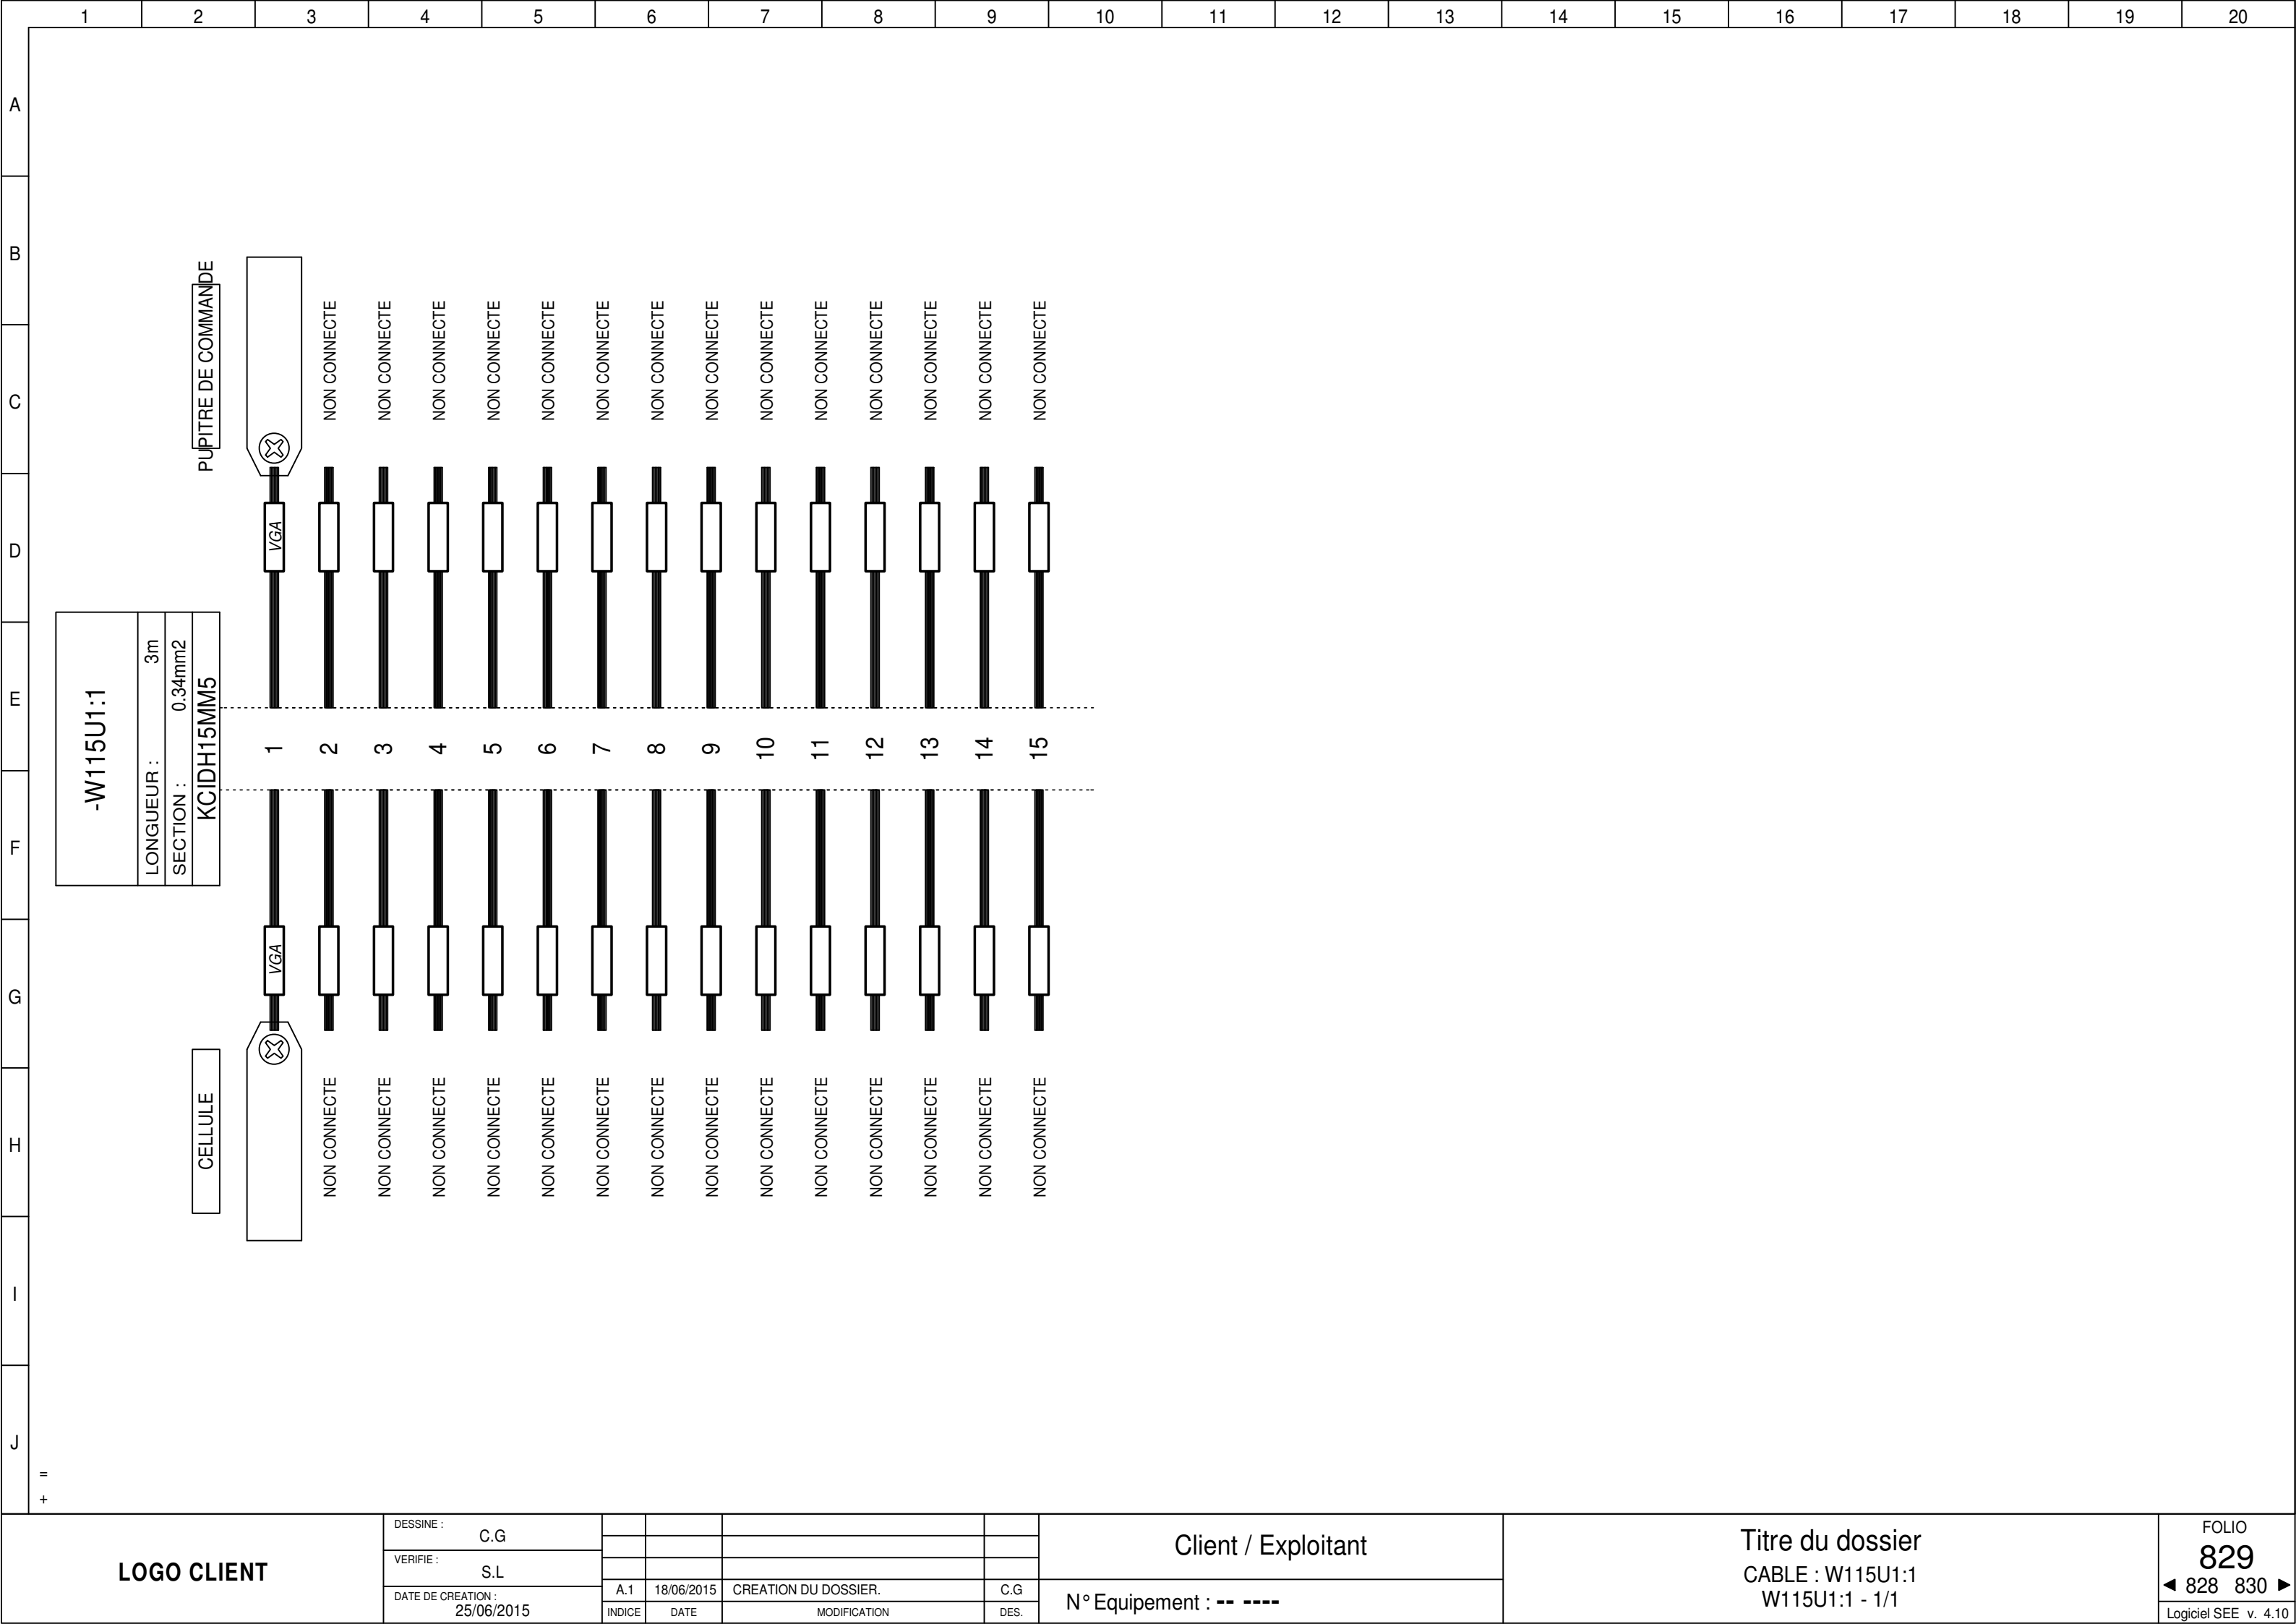 1 2 3 4 5 6 7 8 9 10 11 12 13 14 15 16 17 18 19 20
A
B
C
D
E
F
G
H
I
J
PUPITRE DE COMMANDE
NON CONNECTE NON CONNECTE NON CONNECTE NON CONNECTE NON CONNECTE NON CONNECTE NON CONNECTE NON CONNECTE NON CONNECTE NON CONNECTE NON CONNECTE NON CONNECTE NON CONNECTE NON CONNECTE
VGA
-W115U1:1
LONGUEUR : 3m
SECTION : 0.34mm2
KCIDH15MM5
1 2 3 4 5 6 7 8 9 10 11 12 13 14 15
VGA
CELLULE
NON CONNECTE NON CONNECTE NON CONNECTE NON CONNECTE NON CONNECTE NON CONNECTE NON CONNECTE NON CONNECTE NON CONNECTE NON CONNECTE NON CONNECTE NON CONNECTE NON CONNECTE NON CONNECTE
=
+
LOGO CLIENT
DESSINE :
C.G
VERIFIE :
S.L
DATE DE CREATION :
25/06/2015
A.1 18/06/2015 CREATION DU DOSSIER. C.G
INDICE DATE MODIFICATION DES.
Client / Exploitant
N° Equipement : -- ----
Titre du dossier
CABLE : W115U1:1
W115U1:1 - 1/1
FOLIO
829
◄ 828 830 ►
Logiciel SEE v. 4.10